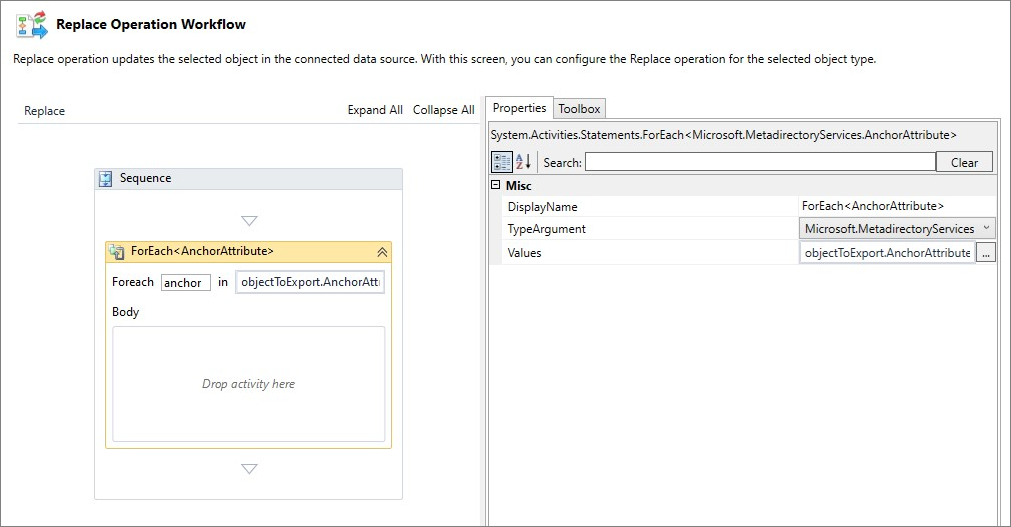 Replace Operation Workflow
Replace operation updates the selected object in the connected data source. With this screen, you can configure the Replace operation for the selected object type.
Replace
Expand All Collapse All
Sequence
ForEach<AnchorAttribute>
Foreach anchor in objectToExport.AnchorAttr
Body
Drop activity here
Properties Toolbox
System.Activities.Statements.ForEach<Microsoft.MetadirectoryServices.AnchorAttribute>
Search: Clear
Misc
DisplayName ForEach<AnchorAttribute>
TypeArgument Microsoft.MetadirectoryServices
Values objectToExport.AnchorAttribute ...